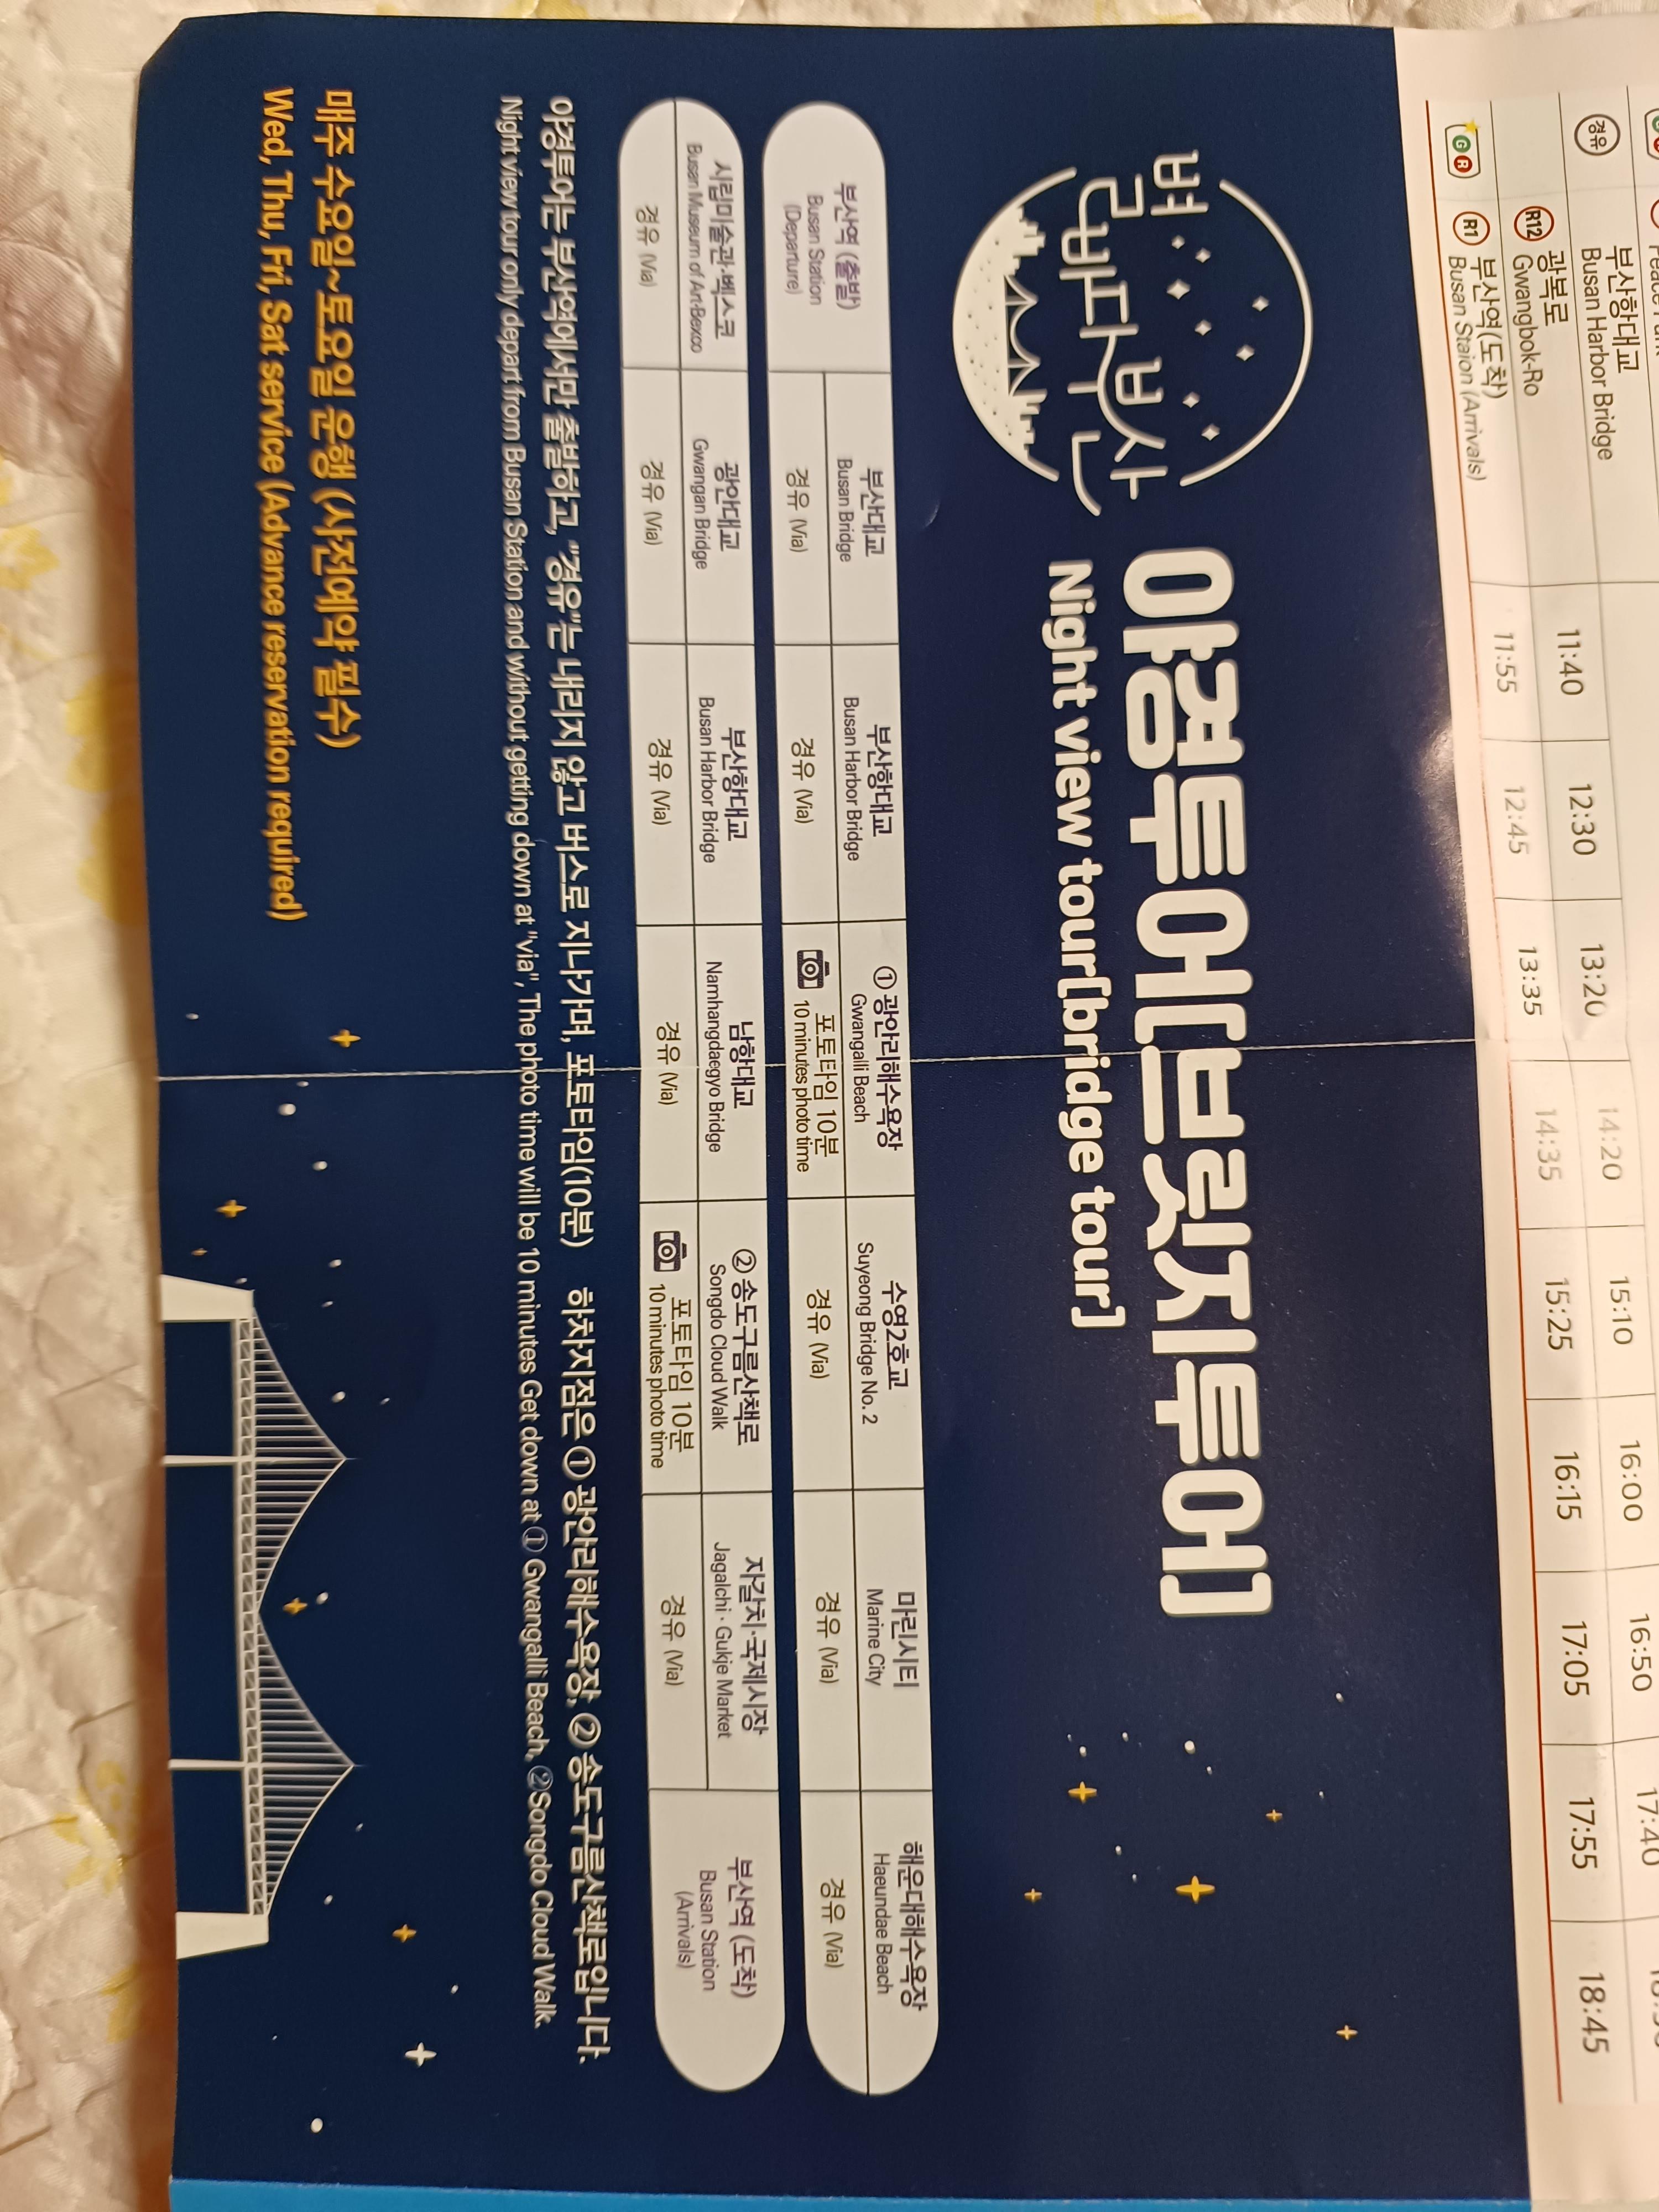 경유
부산항대교
Busan Harbor Bridge
R12
광복로
Gwangbok-Ro
11:40
12:30
13:20
14:20
15:10
16:00
16:50
17:40
G R
R1
부산역(도착)
Busan Staion (Arrivals)
11:55
12:45
13:35
14:35
15:25
16:15
17:05
17:55
18:45
별바다부산
야경투어[브릿지투어]
Night view tour[bridge tour]
부산역 (출발)
Busan Station
(Departure)
부산대교
Busan Bridge
경유 (Via)
부산항대교
Busan Harbor Bridge
경유 (Via)
① 광안리해수욕장
Gwangalli Beach
포토타임 10분
10 minutes photo time
수영2호교
Suyeong Bridge No. 2
경유 (Via)
마린시티
Marine City
경유 (Via)
해운대해수욕장
Haeundae Beach
경유 (Via)
시립미술관·벡스코
Busan Museum of Art·Bexco
경유 (Via)
광안대교
Gwangan Bridge
경유 (Via)
부산항대교
Busan Harbor Bridge
경유 (Via)
남항대교
Namhangdaegyo Bridge
경유 (Via)
② 송도구름산책로
Songdo Cloud Walk
포토타임 10분
10 minutes photo time
자갈치·국제시장
Jagalchi · Gukje Market
경유 (Via)
부산역 (도착)
Busan Station
(Arrivals)
야경투어는 부산역에서만 출발하고, "경유"는 내리지 않고 버스로 지나가며, 포토타임(10분) 하차지점은 ① 광안리해수욕장, ② 송도구름산책로입니다.
Night view tour only depart from Busan Station and without getting down at "via", The photo time will be 10 minutes Get down at ① Gwangalli Beach, ②Songdo Cloud Walk.
매주 수요일~토요일 운행 (사전예약 필수)
Wed, Thu, Fri, Sat service (Advance reservation required)